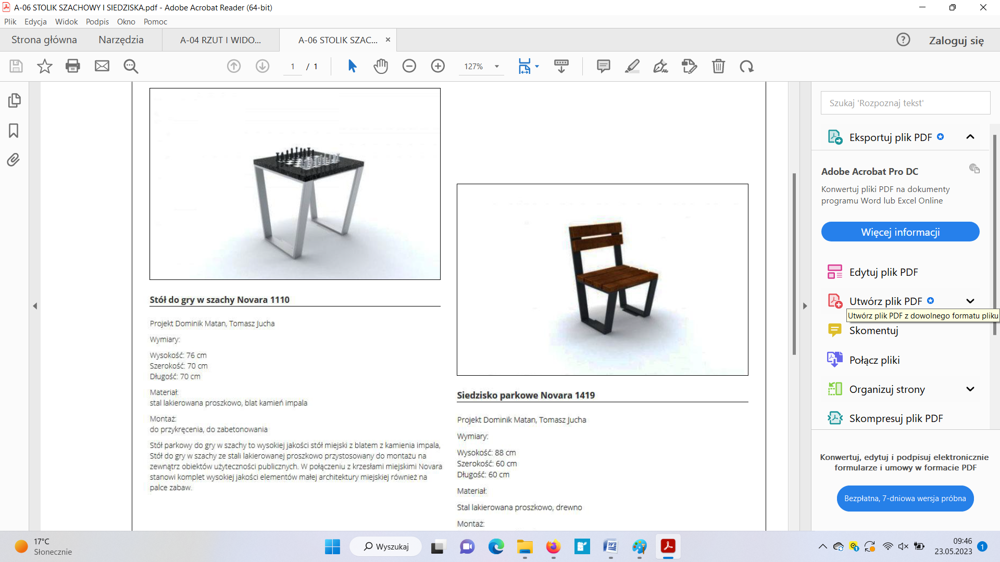 A-06 STOLIK SZACHOWY I SIEDZISKA.pdf - Adobe Acrobat Reader (64-bit)
Plik Edycja Widok Podpis Okno Pomoc
Strona główna Narzędzia A-04 RZUT I WIDO... A-06 STOLIK SZAC... Zaloguj się
1 / 1 127%
Szukaj 'Rozpoznaj tekst'
Eksportuj plik PDF
Adobe Acrobat Pro DC
Konwertuj pliki PDF na dokumenty
programu Word lub Excel Online
Więcej informacji
Edytuj plik PDF
Utwórz plik PDF
Utwórz plik PDF z dowolnego formatu pliku
Skomentuj
Połącz pliki
Organizuj strony
Skompresuj plik PDF
Konwertuj, edytuj i podpisuj elektronicznie
formularze i umowy w formacie PDF
Bezpłatna, 7-dniowa wersja próbna
Stół do gry w szachy Novara 1110
Projekt Dominik Matan, Tomasz Jucha
Wymiary:
Wysokość: 76 cm
Szerokość: 70 cm
Długość: 70 cm
Materiał:
stal lakierowana proszkowo, blat kamień impala
Montaż:
do przykręcenia, do zabetonowania
Stół parkowy do gry w szachy to wysokiej jakości stół miejski z blatem z kamienia impala,
Stół do gry w szachy ze stali lakierowanej proszkowo przystosowany do montażu na
zewnątrz obiektów użyteczności publicznych. W połączeniu z krzesłami miejskimi Novara
stanowi komplet wysokiej jakości elementów małej architektury miejskiej również na
palce zabaw.
Siedzisko parkowe Novara 1419
Projekt Dominik Matan, Tomasz Jucha
Wymiary:
Wysokość: 88 cm
Szerokość: 60 cm
Długość: 60 cm
Materiał:
Stal lakierowana proszkowo, drewno
Montaż:
17°C
Słonecznie
Wyszukaj
09:46
23.05.2023
1